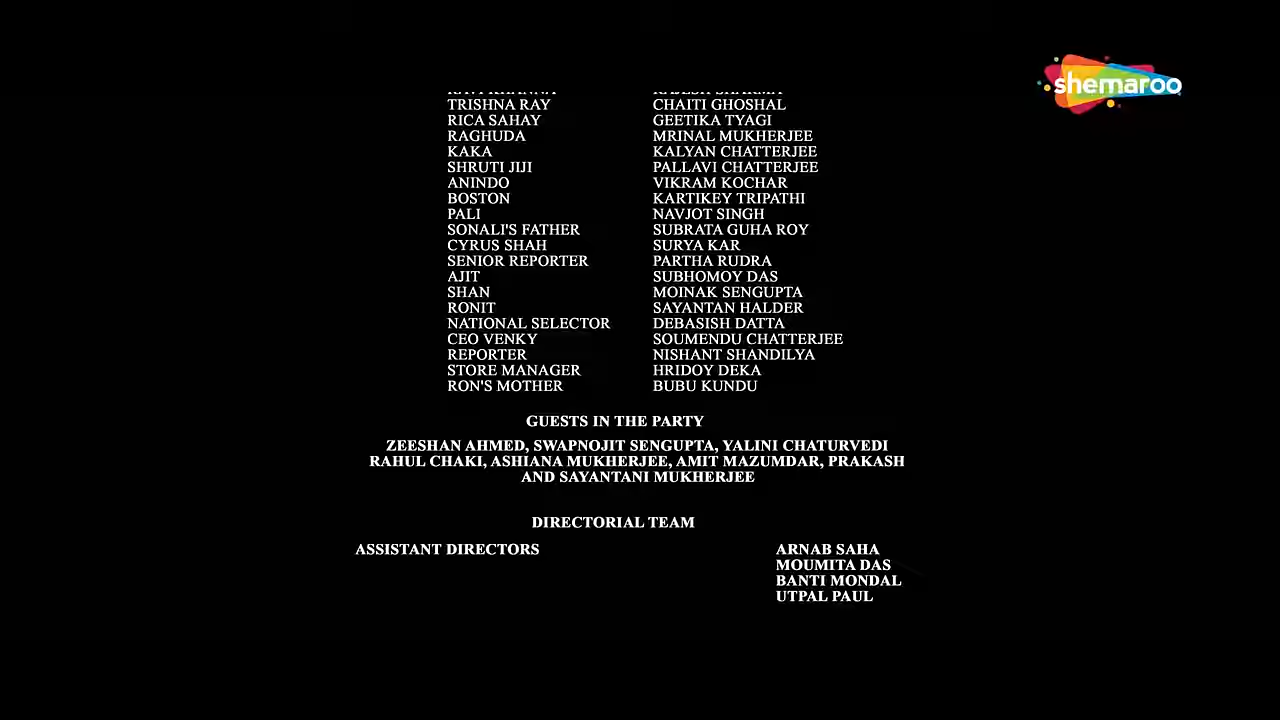 shemaroo
TRISHNA RAY CHAITI GHOSHAL
RICA SAHAY GEETIKA TYAGI
RAGHUDA MRINAL MUKHERJEE
KAKA KALYAN CHATTERJEE
SHRUTI JIJI PALLAVI CHATTERJEE
ANINDO VIKRAM KOCHAR
BOSTON KARTIKEY TRIPATHI
PALI NAVJOT SINGH
SONALI'S FATHER SUBRATA GUHA ROY
CYRUS SHAH SURYA KAR
SENIOR REPORTER PARTHA RUDRA
AJIT SUBHOMOY DAS
SHAN MOINAK SENGUPTA
RONIT SAYANTAN HALDER
NATIONAL SELECTOR DEBASISH DATTA
CEO VENKY SOUMENDU CHATTERJEE
REPORTER NISHANT SHANDILYA
STORE MANAGER HRIDOY DEKA
RON'S MOTHER BUBU KUNDU
GUESTS IN THE PARTY
ZEESHAN AHMED, SWAPNOJIT SENGUPTA, YALINI CHATURVEDI
RAHUL CHAKI, ASHIANA MUKHERJEE, AMIT MAZUMDAR, PRAKASH
AND SAYANTANI MUKHERJEE
DIRECTORIAL TEAM
ASSISTANT DIRECTORS ARNAB SAHA
MOUMITA DAS
BANTI MONDAL
UTPAL PAUL